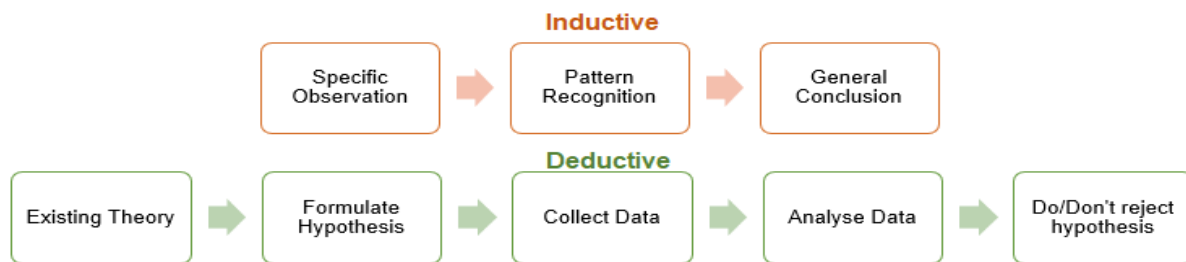 Inductive
Specific
Observation
Pattern
Recognition
General
Conclusion
Deductive
Existing Theory
Formulate
Hypothesis
Collect Data
Analyse Data
Do/Don't reject
hypothesis